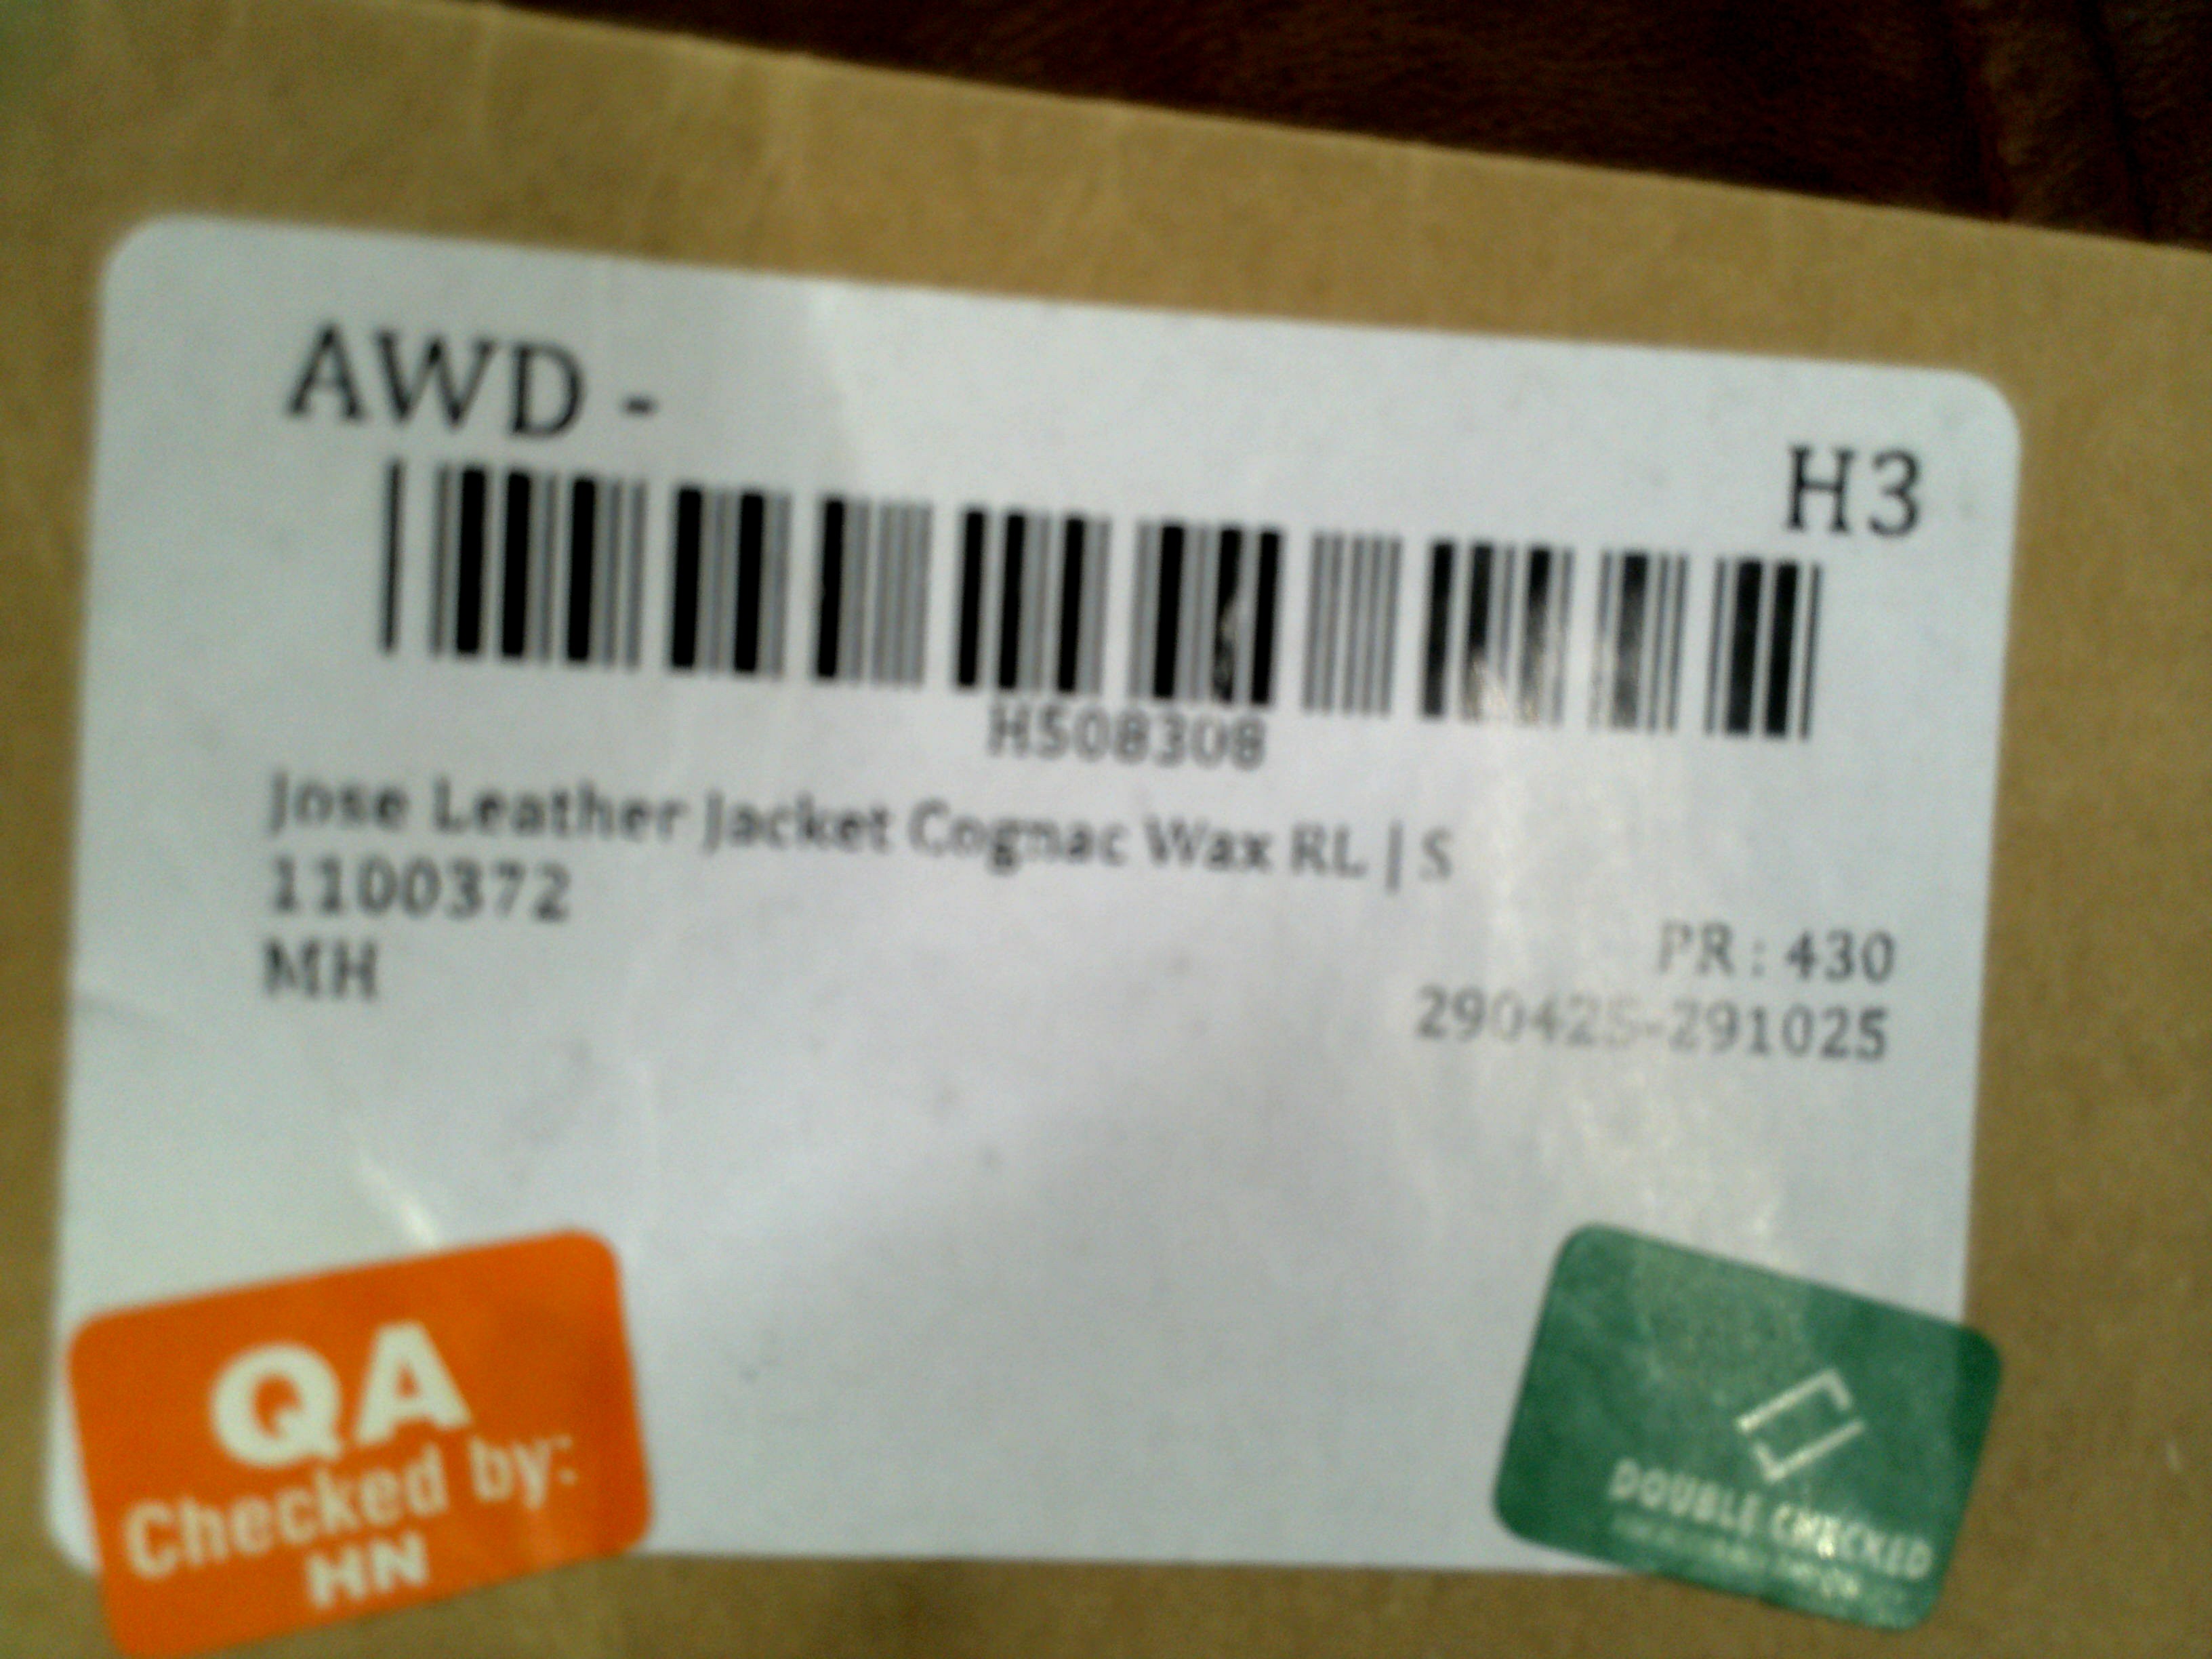 AWD -
H3
H508308
Jose Leather Jacket Cognac Wax RL | S
1100372
MH
PR : 430
290425-291025
QA
Checked by:
HN
DOUBLE CHECKED